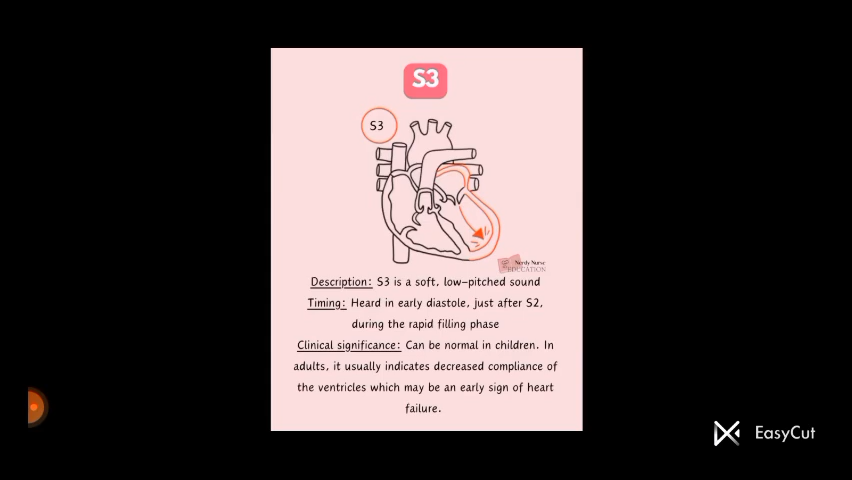 S3
S3
Nerdy Nurse
EDUCATION
Description: S3 is a soft, low-pitched sound
Timing: Heard in early diastole, just after S2,
during the rapid filling phase
Clinical significance: Can be normal in children. In
adults, it usually indicates decreased compliance of
the ventricles which may be an early sign of heart
failure.
EasyCut